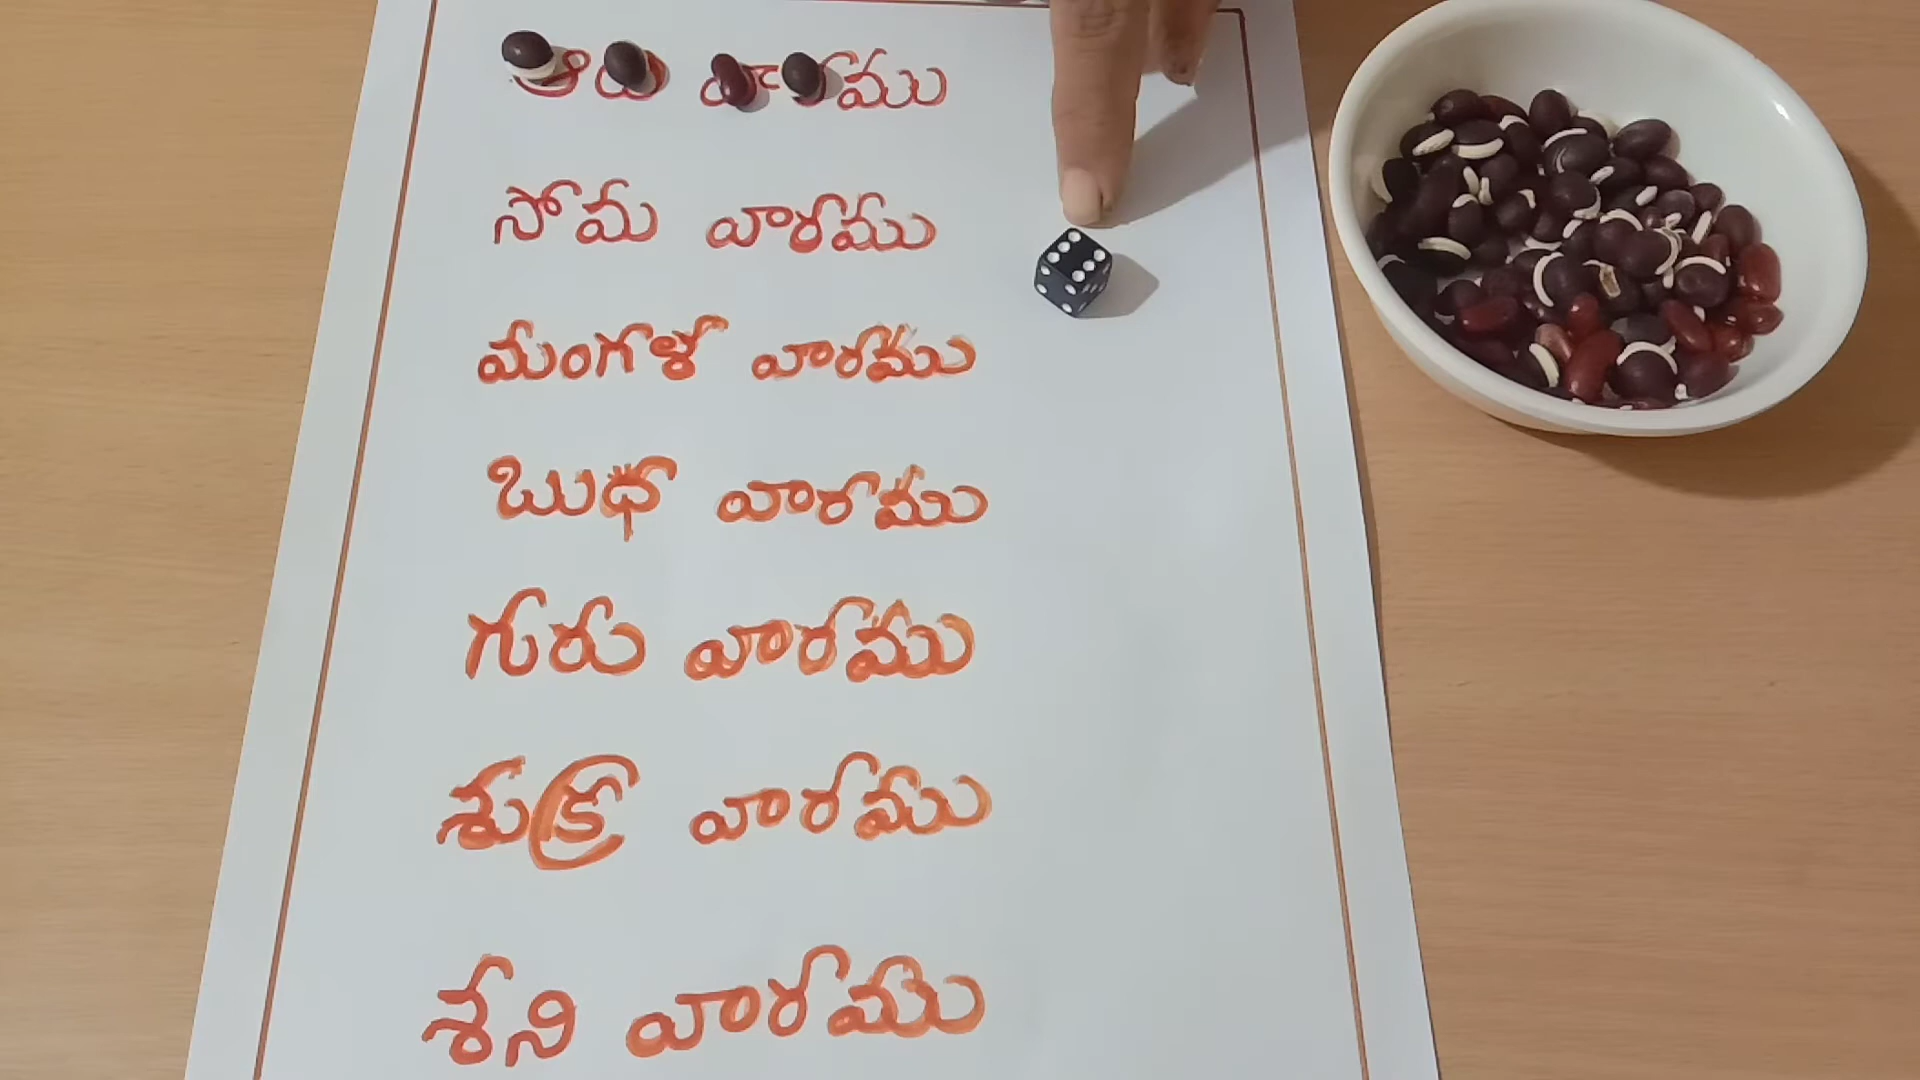 ఆది వారము
సోమ వారము
మంగళ వారము
బుధ వారము
గురు వారము
శుక్ర వారము
శని వారము